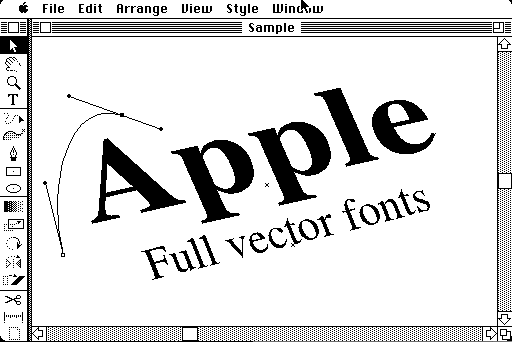 File Edit Arrange View Style Window
Sample
T
Apple
Full vector fonts